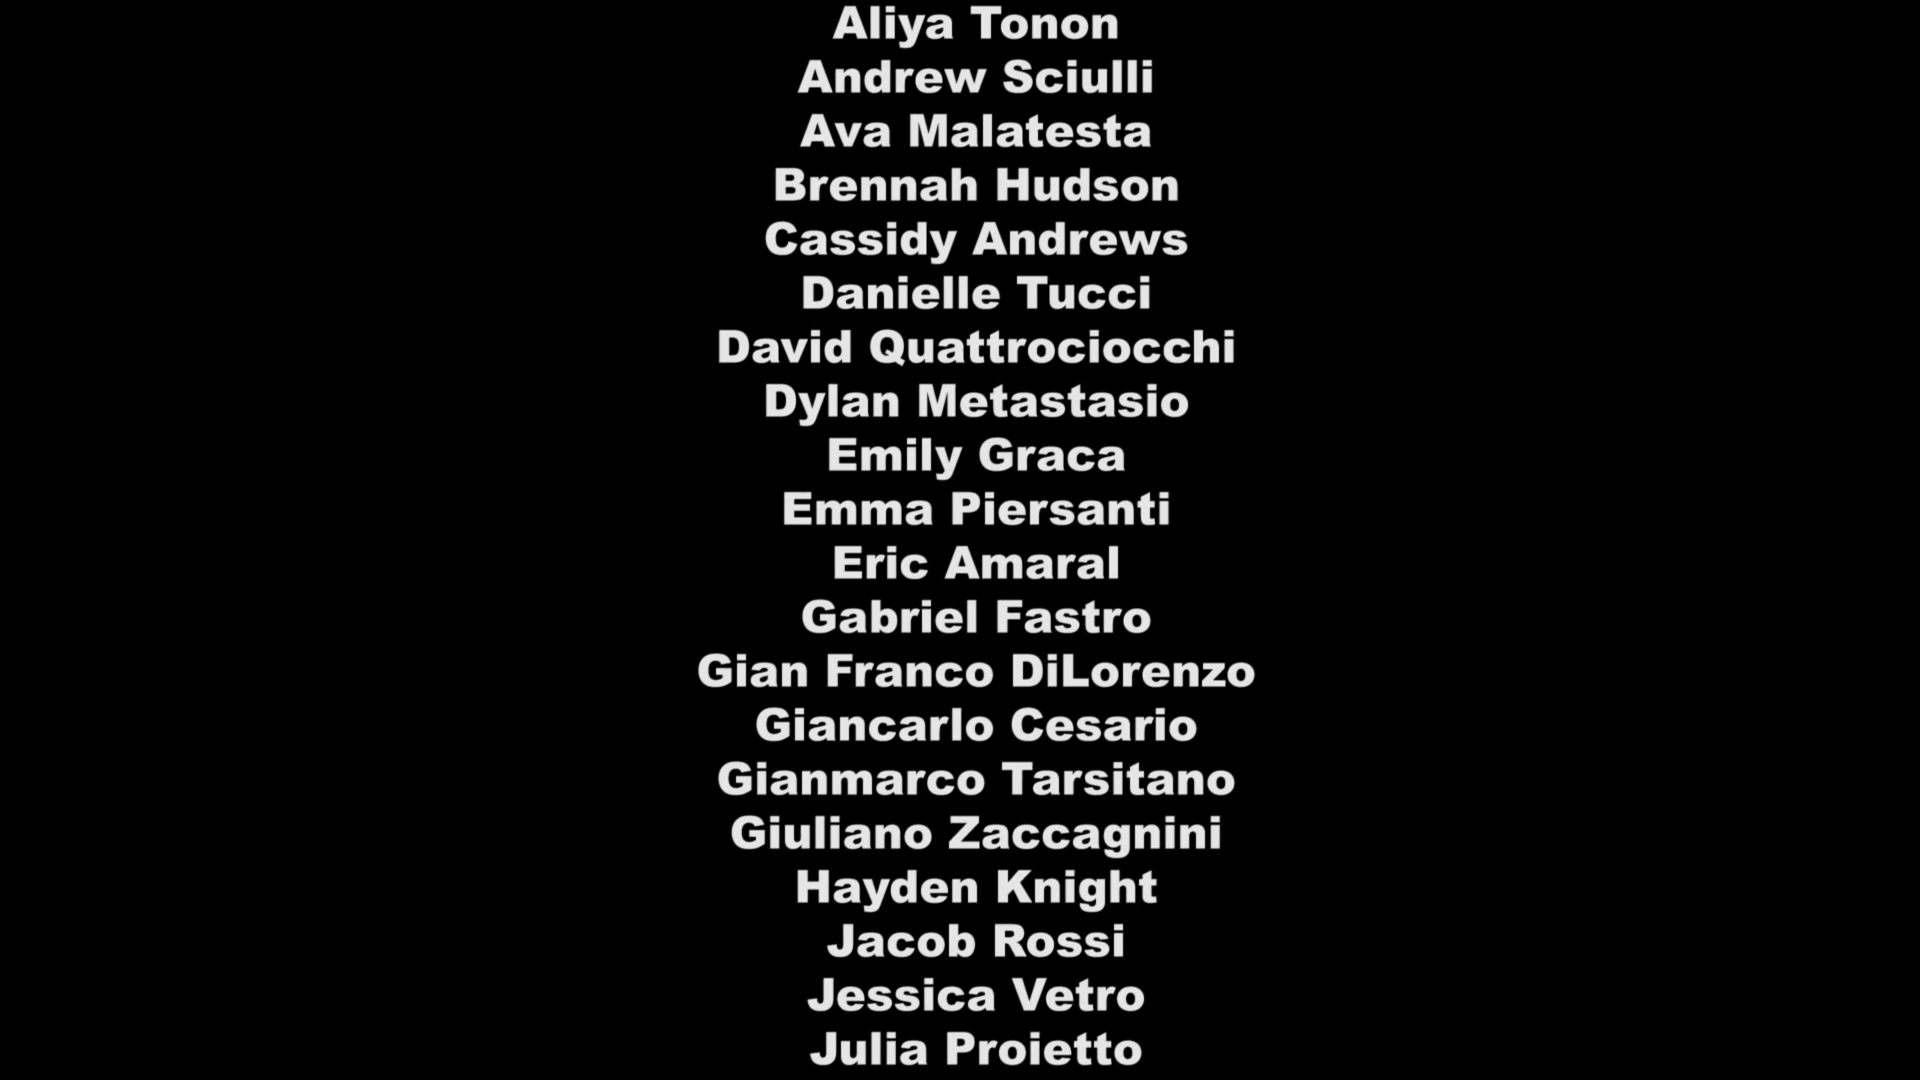 Aliya Tonon
Andrew Sciulli
Ava Malatesta
Brennah Hudson
Cassidy Andrews
Danielle Tucci
David Quattrociocchi
Dylan Metastasio
Emily Graca
Emma Piersanti
Eric Amaral
Gabriel Fastro
Gian Franco DiLorenzo
Giancarlo Cesario
Gianmarco Tarsitano
Giuliano Zaccagnini
Hayden Knight
Jacob Rossi
Jessica Vetro
Julia Proietto